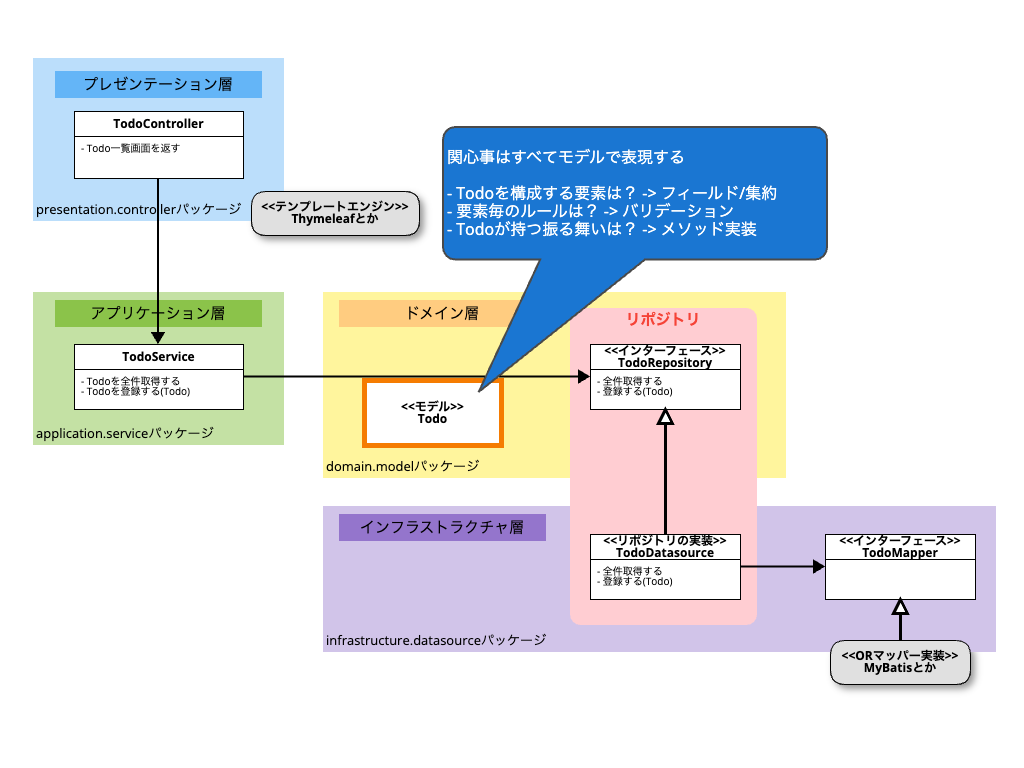 プレゼンテーション層
TodoController
- Todo一覧画面を返す
presentation.controllerパッケージ
<<テンプレートエンジン>>
Thymeleafとか
関心事はすべてモデルで表現する
- Todoを構成する要素は？ -> フィールド/集約
- 要素毎のルールは？ -> バリデーション
- Todoが持つ振る舞いは？ -> メソッド実装
アプリケーション層
TodoService
- Todoを全件取得する
- Todoを登録する(Todo)
application.serviceパッケージ
ドメイン層
<<モデル>>
Todo
domain.modelパッケージ
リポジトリ
<<インターフェース>>
TodoRepository
- 全件取得する
- 登録する(Todo)
インフラストラクチャ層
<<リポジトリの実装>>
TodoDatasource
- 全件取得する
- 登録する(Todo)
<<インターフェース>>
TodoMapper
infrastructure.datasourceパッケージ
<<ORマッパー実装>>
MyBatisとか